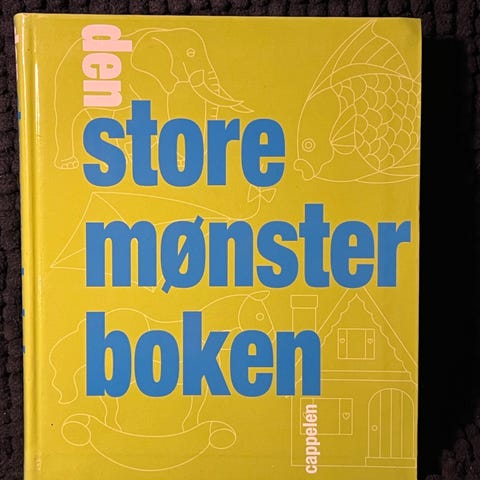 den
store
mønster
boken
cappelen